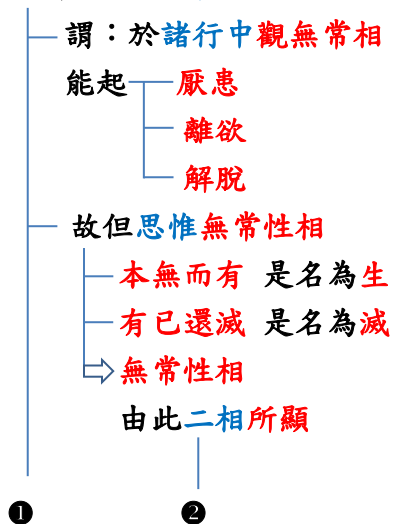 謂：於諸行中觀無常相
能起 厭患
離欲
解脫
故但思惟無常性相
本無而有 是名為生
有已還滅 是名為滅
無常性相
由此二相所顯
❶ ❷